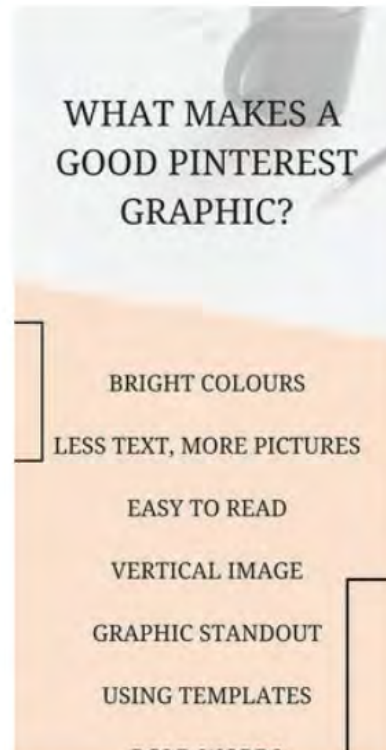 WHAT MAKES A
GOOD PINTEREST
GRAPHIC?
BRIGHT COLOURS
LESS TEXT, MORE PICTURES
EASY TO READ
VERTICAL IMAGE
GRAPHIC STANDOUT
USING TEMPLATES